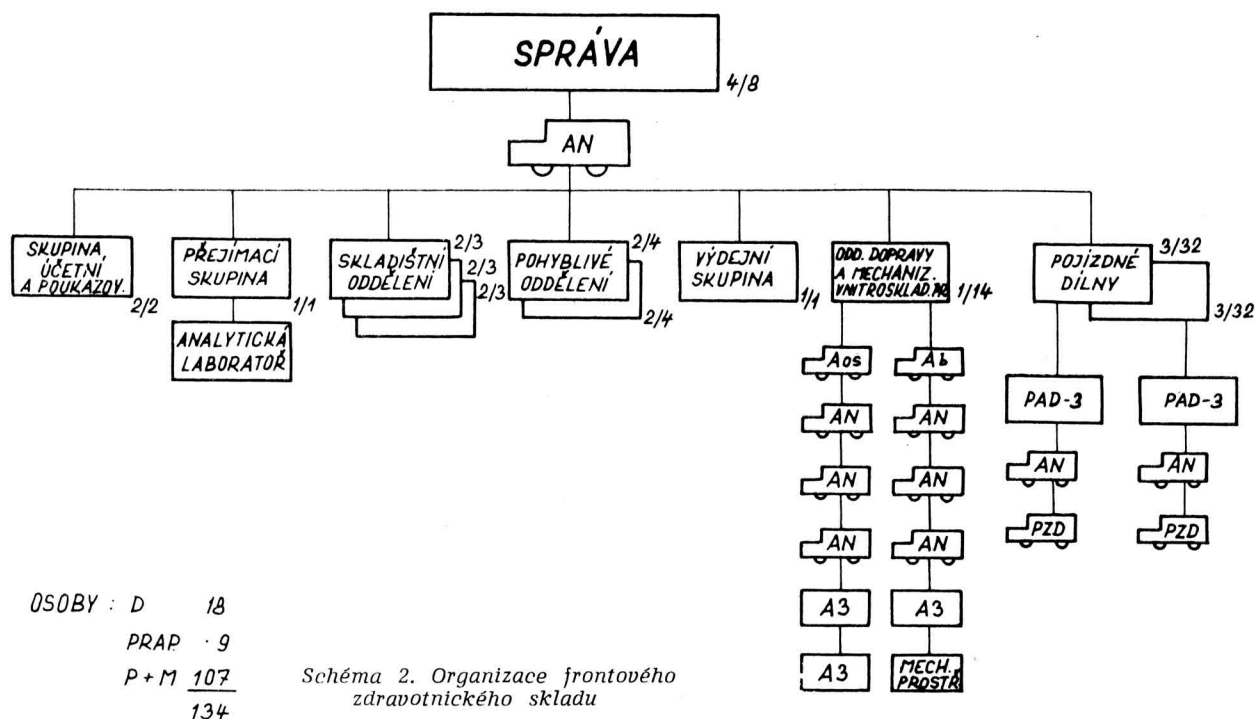 SPRÁVA
4/8
AN
SKUPINA
ÚČETNÍ
A POUKAZOV.
2/2
PŘEJÍMACÍ
SKUPINA
1/1
ANALYTICKÁ
LABORATOŘ
SKLADIŠTNÍ
ODDĚLENÍ
2/3
2/3
2/3
POHYBLIVÉ
ODDĚLENÍ
2/4
2/4
VÝDEJNÍ
SKUPINA
1/1
ODD. DOPRAVY
A MECHANIZ.
VNITROSKLAD. PR.
1/14
POJÍZDNÉ
DÍLNY
3/32
3/32
Aos
AN
AN
AN
A3
A3
Ab
AN
AN
AN
A3
MECH.
PROSTŘ
PAD-3
AN
PZD
PAD-3
AN
PZD
OSOBY : D 18
PRAP. 9
P + M 107
134
Schéma 2. Organizace frontového
zdravotnického skladu